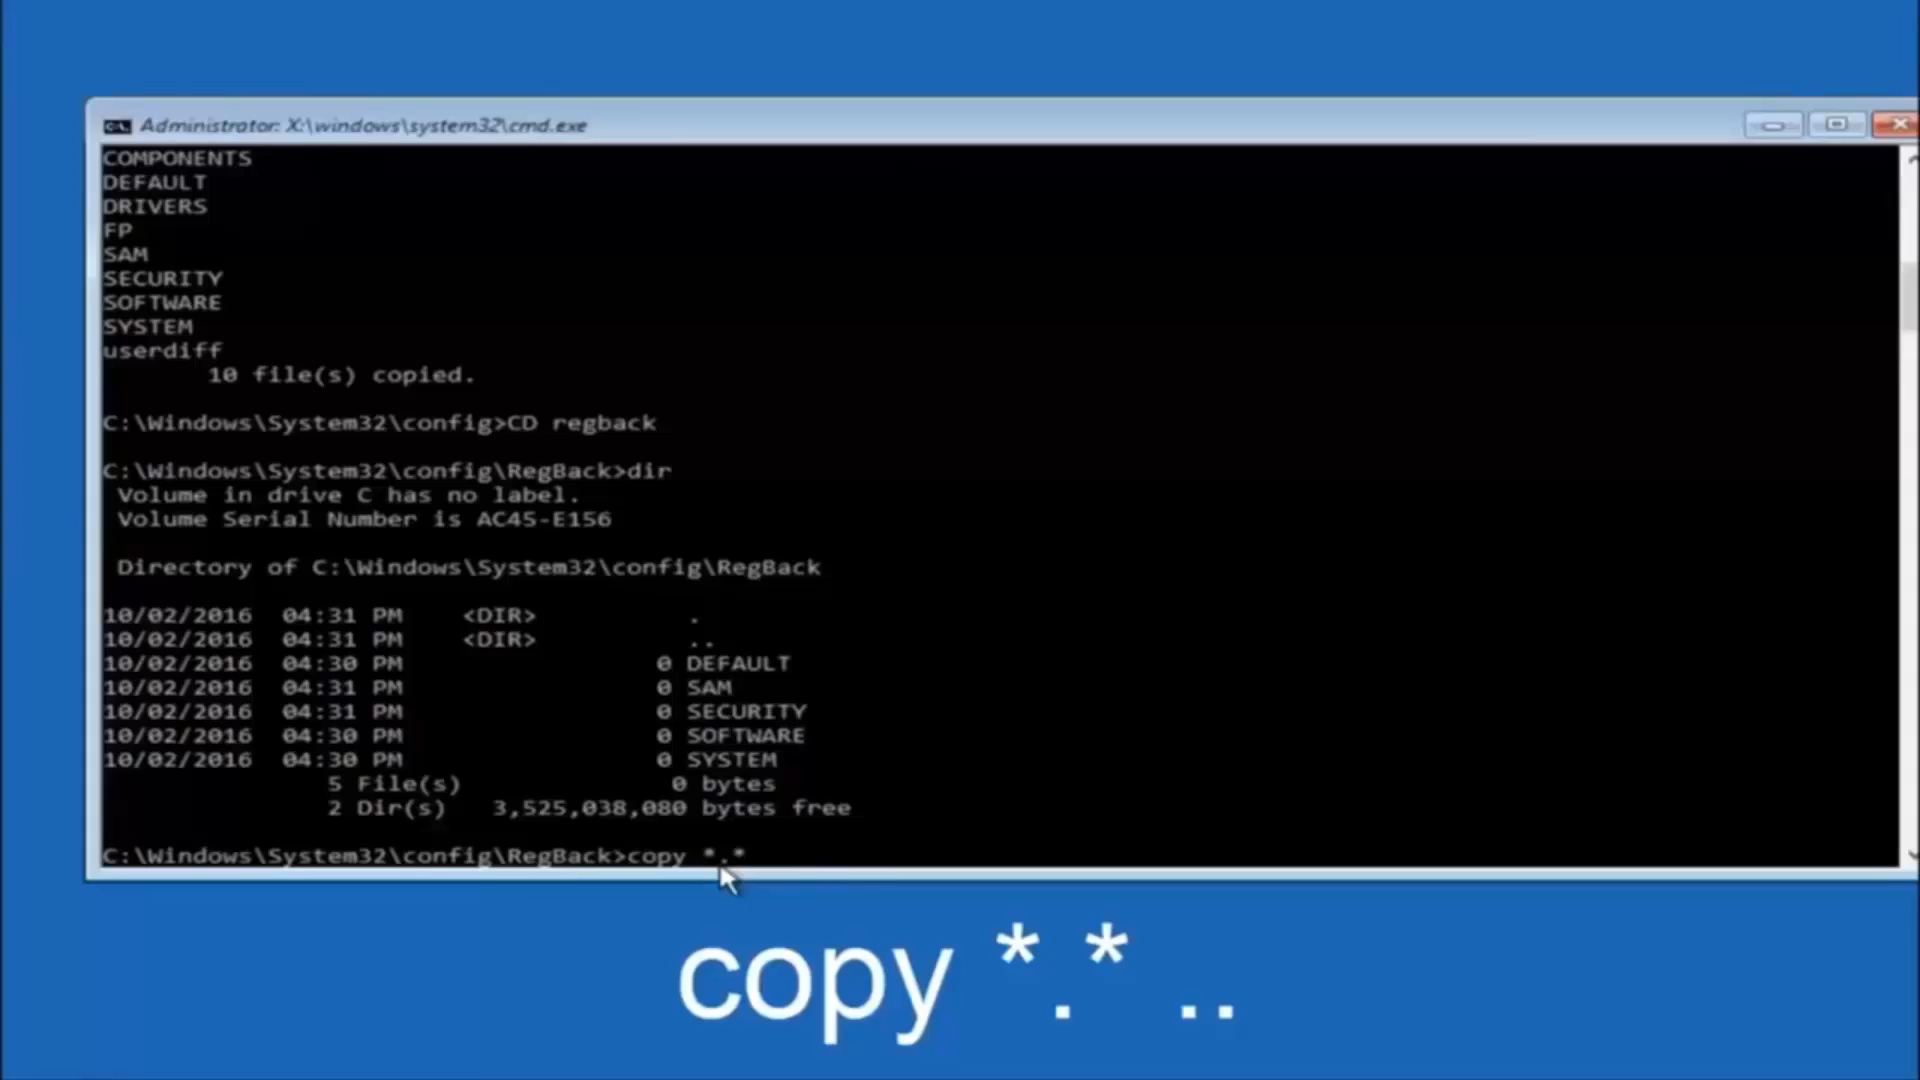 Administrator: X:\windows\system32\cmd.exe
COMPONENTS
DEFAULT
DRIVERS
FP
SAM
SECURITY
SOFTWARE
SYSTEM
userdiff
10 file(s) copied.
C:\Windows\System32\config>CD regback
C:\Windows\System32\config\RegBack>dir
Volume in drive C has no label.
Volume Serial Number is AC45-E156
Directory of C:\Windows\System32\config\RegBack
10/02/2016 04:31 PM <DIR> .
10/02/2016 04:31 PM <DIR> ..
10/02/2016 04:30 PM 0 DEFAULT
10/02/2016 04:31 PM 0 SAM
10/02/2016 04:31 PM 0 SECURITY
10/02/2016 04:30 PM 0 SOFTWARE
10/02/2016 04:30 PM 0 SYSTEM
5 File(s) 0 bytes
2 Dir(s) 3,525,038,080 bytes free
C:\Windows\System32\config\RegBack>copy *.*
copy *.* ..